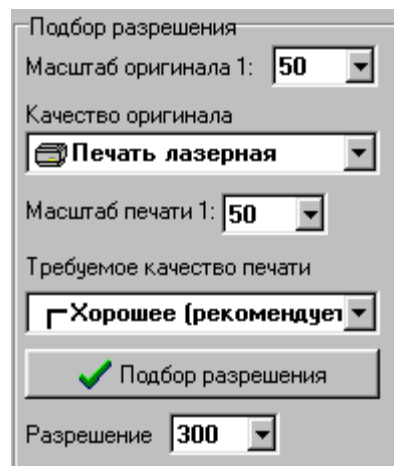 Подбор разрешения
Масштаб оригинала 1: 50
Качество оригинала
Печать лазерная
Масштаб печати 1: 50
Требуемое качество печати
Хорошее (рекомендует
Подбор разрешения
Разрешение 300